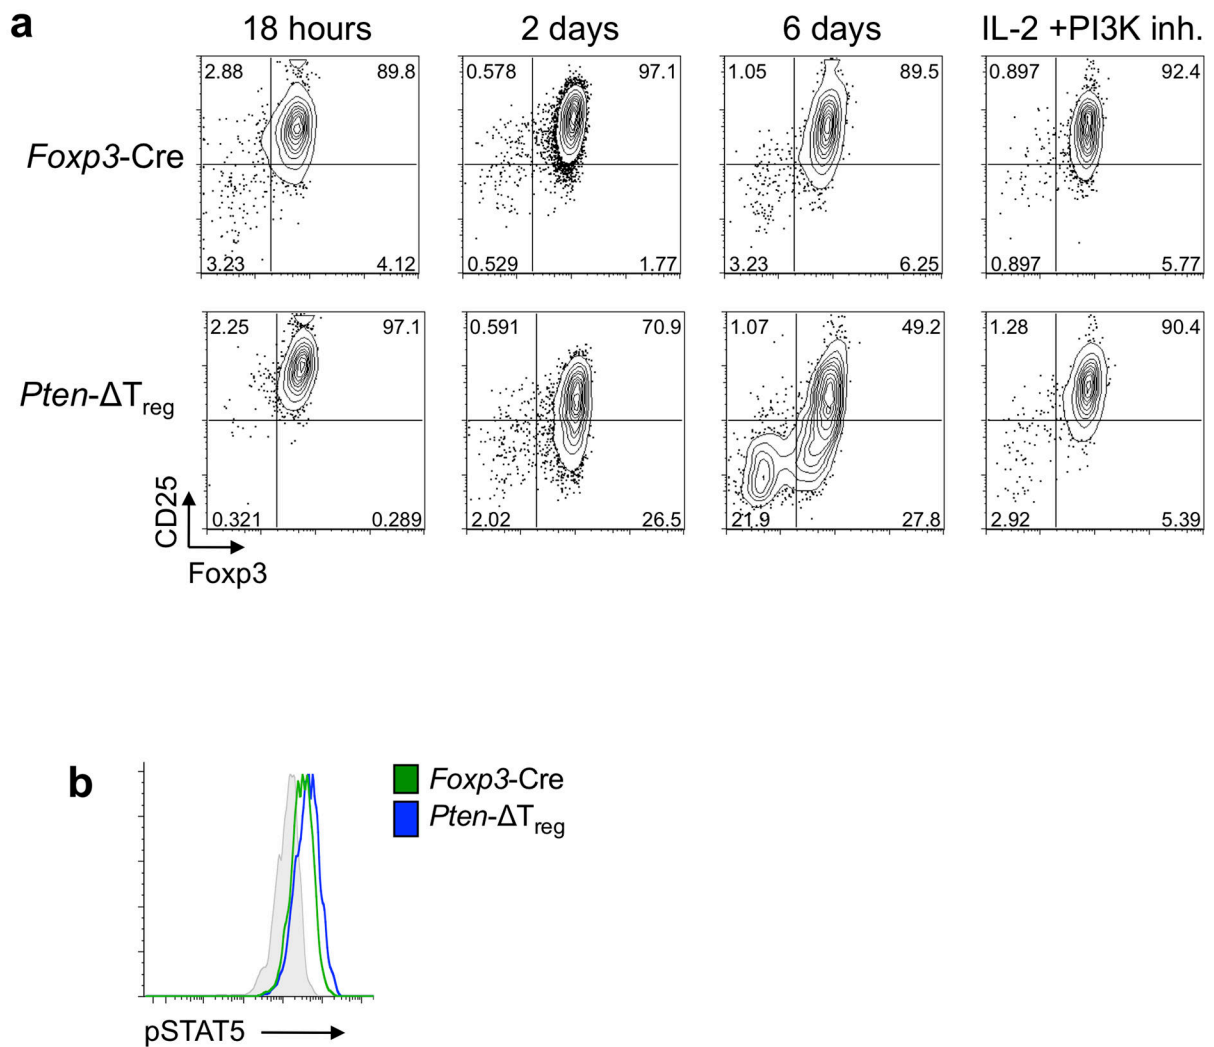 a
18 hours 2 days 6 days IL-2 +PI3K inh.
Foxp3-Cre
2.88 89.8
3.23 4.12
0.578 97.1
0.529 1.77
1.05 89.5
3.23 6.25
0.897 92.4
0.897 5.77
Pten-ΔTreg
2.25 97.1
0.321 0.289
0.591 70.9
2.02 26.5
1.07 49.2
21.9 27.8
1.28 90.4
2.92 5.39
CD25
Foxp3
b
Foxp3-Cre
Pten-ΔTreg
pSTAT5